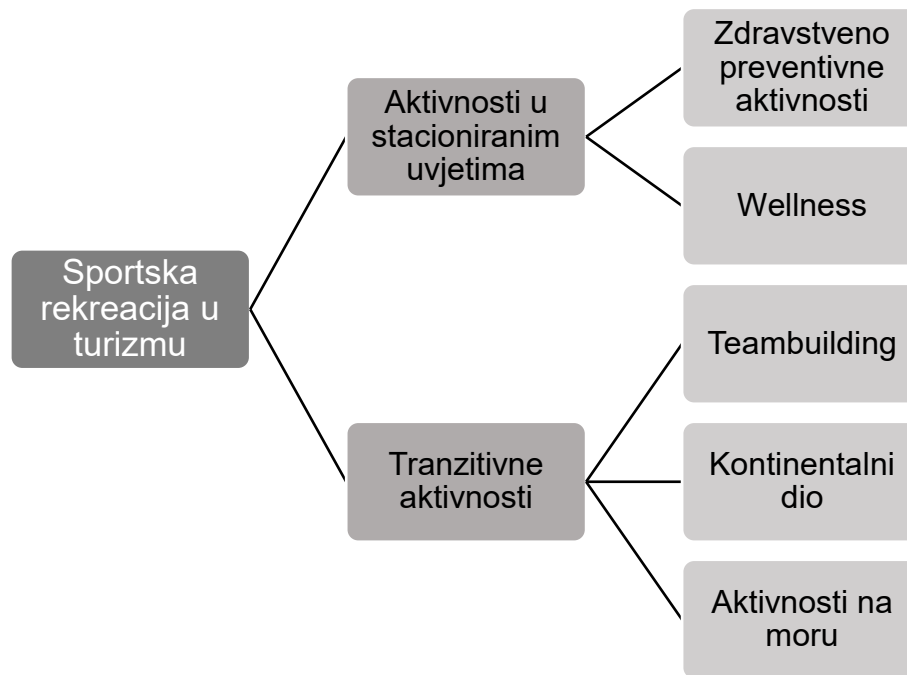 Sportska
rekreacija u
turizmu
Aktivnosti u
stacioniranim
uvjetima
Zdravstveno
preventivne
aktivnosti
Wellness
Tranzitivne
aktivnosti
Teambuilding
Kontinentalni
dio
Aktivnosti na
moru